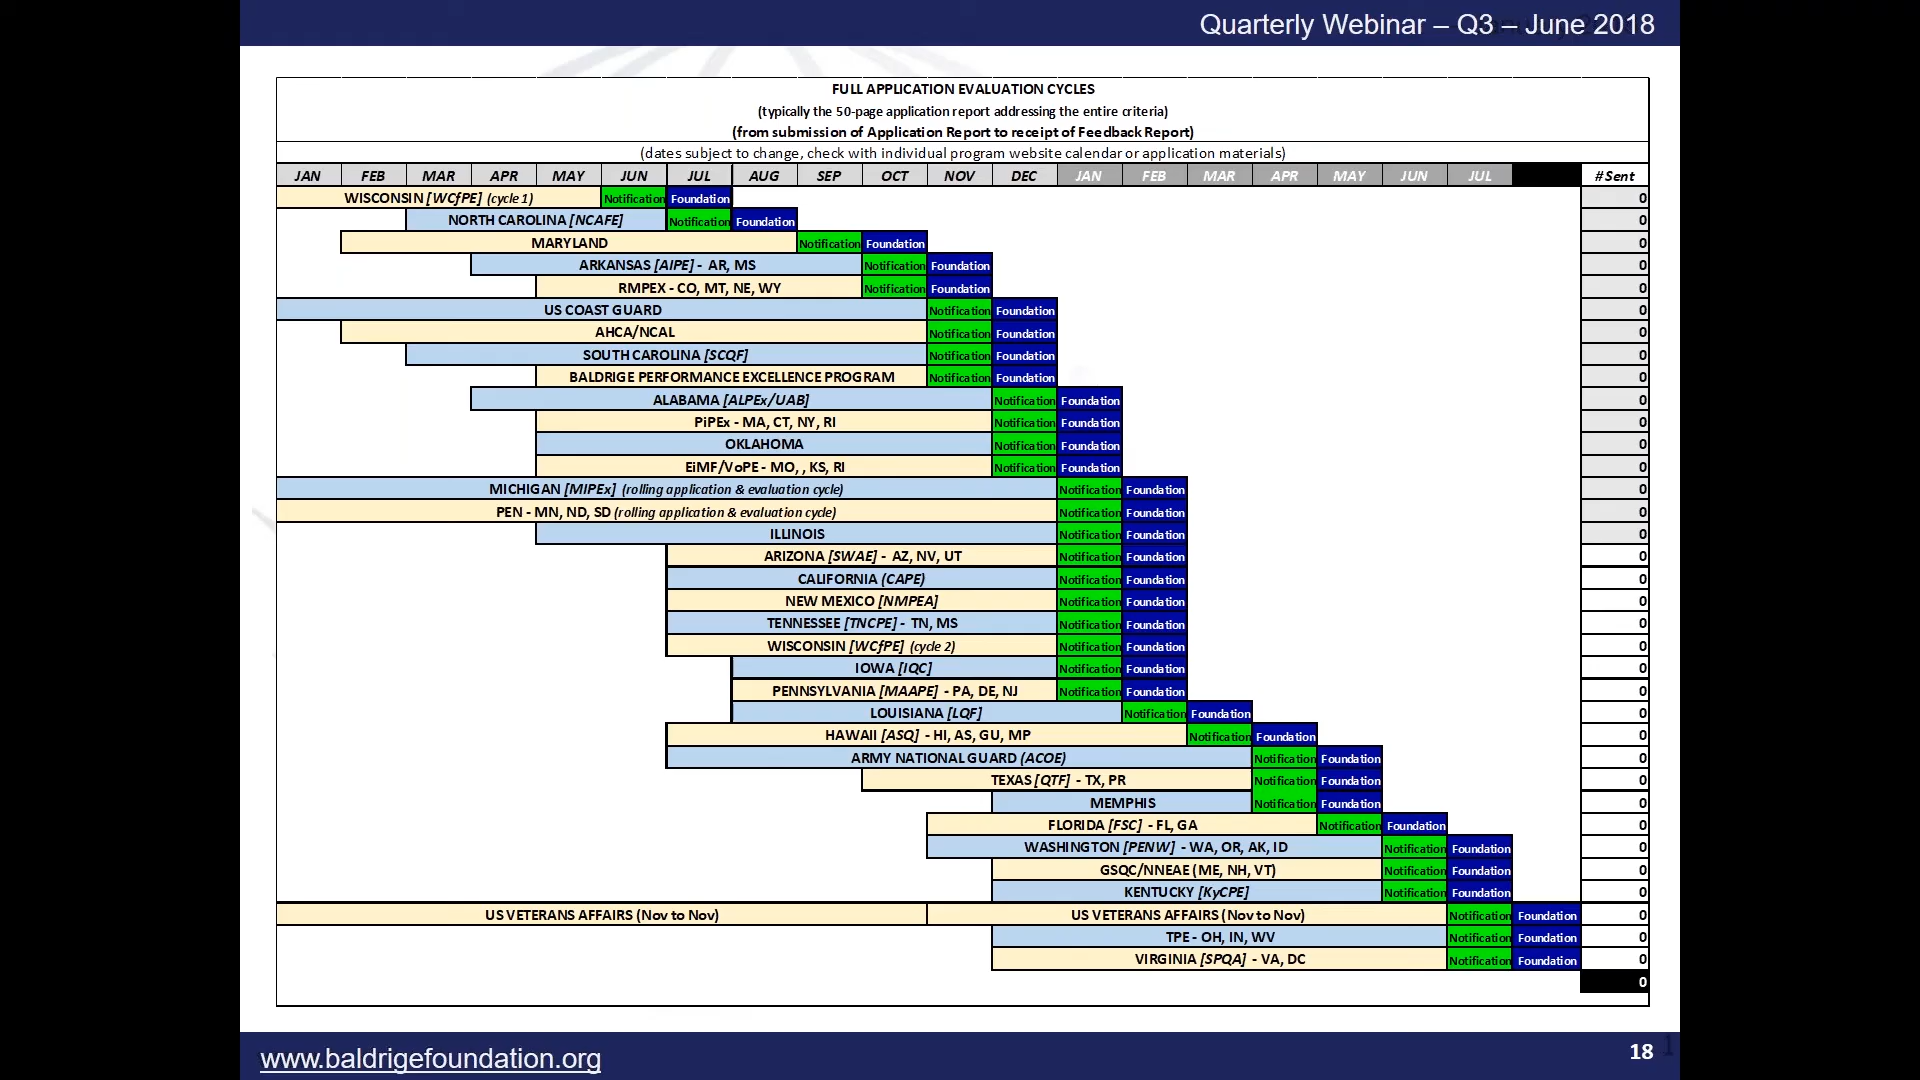 Quarterly Webinar – Q3 – June 2018
FULL APPLICATION EVALUATION CYCLES
(typically the 50-page application report addressing the entire criteria)
(from submission of Application Report to receipt of Feedback Report)
(dates subject to change, check with individual program website calendar or application materials)
JAN FEB MAR APR MAY JUN JUL AUG SEP OCT NOV DEC JAN FEB MAR APR MAY JUN JUL # Sent
WISCONSIN [WCfPE] (cycle 1) Notification Foundation 0
NORTH CAROLINA [NCAFE] Notification Foundation 0
MARYLAND Notification Foundation 0
ARKANSAS [AIPE] - AR, MS Notification Foundation 0
RMPEX - CO, MT, NE, WY Notification Foundation 0
US COAST GUARD Notification Foundation 0
AHCA/NCAL Notification Foundation 0
SOUTH CAROLINA [SCQF] Notification Foundation 0
BALDRIGE PERFORMANCE EXCELLENCE PROGRAM Notification Foundation 0
ALABAMA [ALPEx/UAB] Notification Foundation 0
PiPEx - MA, CT, NY, RI Notification Foundation 0
OKLAHOMA Notification Foundation 0
EiMF/VoPE - MO, , KS, RI Notification Foundation 0
MICHIGAN [MIPEx] (rolling application & evaluation cycle) Notification Foundation 0
PEN - MN, ND, SD (rolling application & evaluation cycle) Notification Foundation 0
ILLINOIS Notification Foundation 0
ARIZONA [SWAE] - AZ, NV, UT Notification Foundation 0
CALIFORNIA (CAPE) Notification Foundation 0
NEW MEXICO [NMPEA] Notification Foundation 0
TENNESSEE [TNCPE] - TN, MS Notification Foundation 0
WISCONSIN [WCfPE] (cycle 2) Notification Foundation 0
IOWA [IQC] Notification Foundation 0
PENNSYLVANIA [MAAPE] - PA, DE, NJ Notification Foundation 0
LOUISIANA [LQF] Notification Foundation 0
HAWAII [ASQ] - HI, AS, GU, MP Notification Foundation 0
ARMY NATIONAL GUARD (ACOE) Notification Foundation 0
TEXAS [QTF] - TX, PR Notification Foundation 0
MEMPHIS Notification Foundation 0
FLORIDA [FSC] - FL, GA Notification Foundation 0
WASHINGTON [PENW] - WA, OR, AK, ID Notification Foundation 0
GSQC/NNEAE (ME, NH, VT) Notification Foundation 0
KENTUCKY [KyCPE] Notification Foundation 0
US VETERANS AFFAIRS (Nov to Nov) US VETERANS AFFAIRS (Nov to Nov) Notification Foundation 0
TPE - OH, IN, WV Notification Foundation 0
VIRGINIA [SPQA] - VA, DC Notification Foundation 0
0
www.baldrigefoundation.org
18